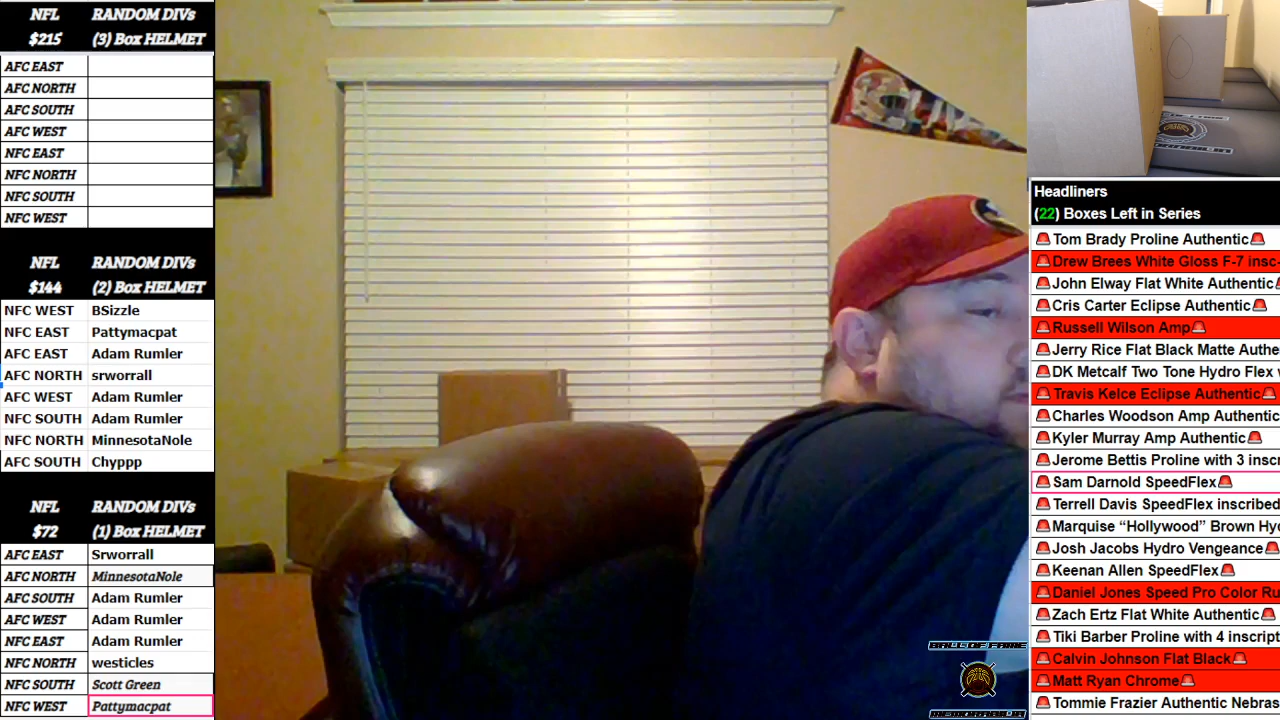 NFL RANDOM DIVs
$215 (3) Box HELMET
AFC EAST
AFC NORTH
AFC SOUTH
AFC WEST
NFC EAST
NFC NORTH
NFC SOUTH
NFC WEST
NFL RANDOM DIVs
$144 (2) Box HELMET
NFC WEST BSizzle
NFC EAST Pattymacpat
AFC EAST Adam Rumler
AFC NORTH srworrall
AFC WEST Adam Rumler
NFC SOUTH Adam Rumler
NFC NORTH MinnesotaNole
AFC SOUTH Chyppp
NFL RANDOM DIVs
$72 (1) Box HELMET
AFC EAST Srworrall
AFC NORTH MinnesotaNole
AFC SOUTH Adam Rumler
AFC WEST Adam Rumler
NFC EAST Adam Rumler
NFC NORTH westicles
NFC SOUTH Scott Green
NFC WEST Pattymacpat
BALL OF FAME
MEMORABILIA
Headliners
(22) Boxes Left in Series
Tom Brady Proline Authentic
Drew Brees White Gloss F-7 insc
John Elway Flat White Authentic
Cris Carter Eclipse Authentic
Russell Wilson Amp
Jerry Rice Flat Black Matte Authe
DK Metcalf Two Tone Hydro Flex
Travis Kelce Eclipse Authentic
Charles Woodson Amp Authentic
Kyler Murray Amp Authentic
Jerome Bettis Proline with 3 inscr
Sam Darnold SpeedFlex
Terrell Davis SpeedFlex inscribed
Marquise “Hollywood” Brown Hy
Josh Jacobs Hydro Vengeance
Keenan Allen SpeedFlex
Daniel Jones Speed Pro Color Ru
Zach Ertz Flat White Authentic
Tiki Barber Proline with 4 inscript
Calvin Johnson Flat Black
Matt Ryan Chrome
Tommie Frazier Authentic Nebras